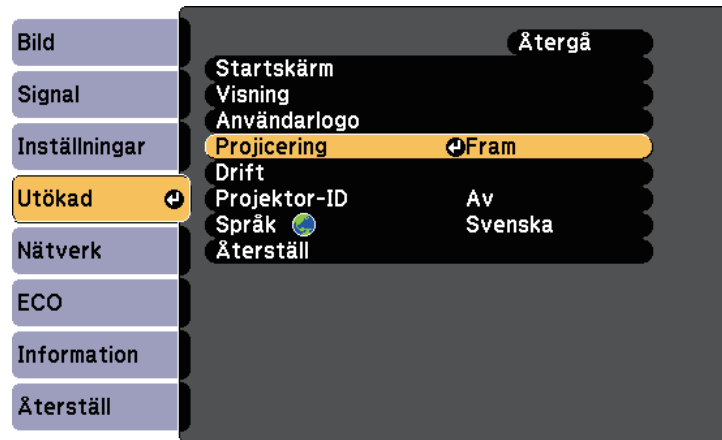 Bild
Signal
Inställningar
Utökad
Nätverk
ECO
Information
Återställ
Återgå
Startskärm
Visning
Användarlogo
Projicering Fram
Drift
Projektor-ID Av
Språk Svenska
Återställ